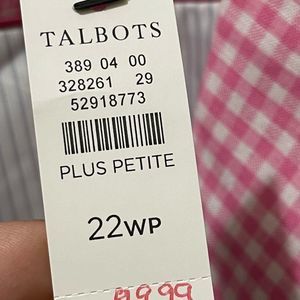 TALBOTS
389 04 00
328261 29
52918773
PLUS PETITE
22WP